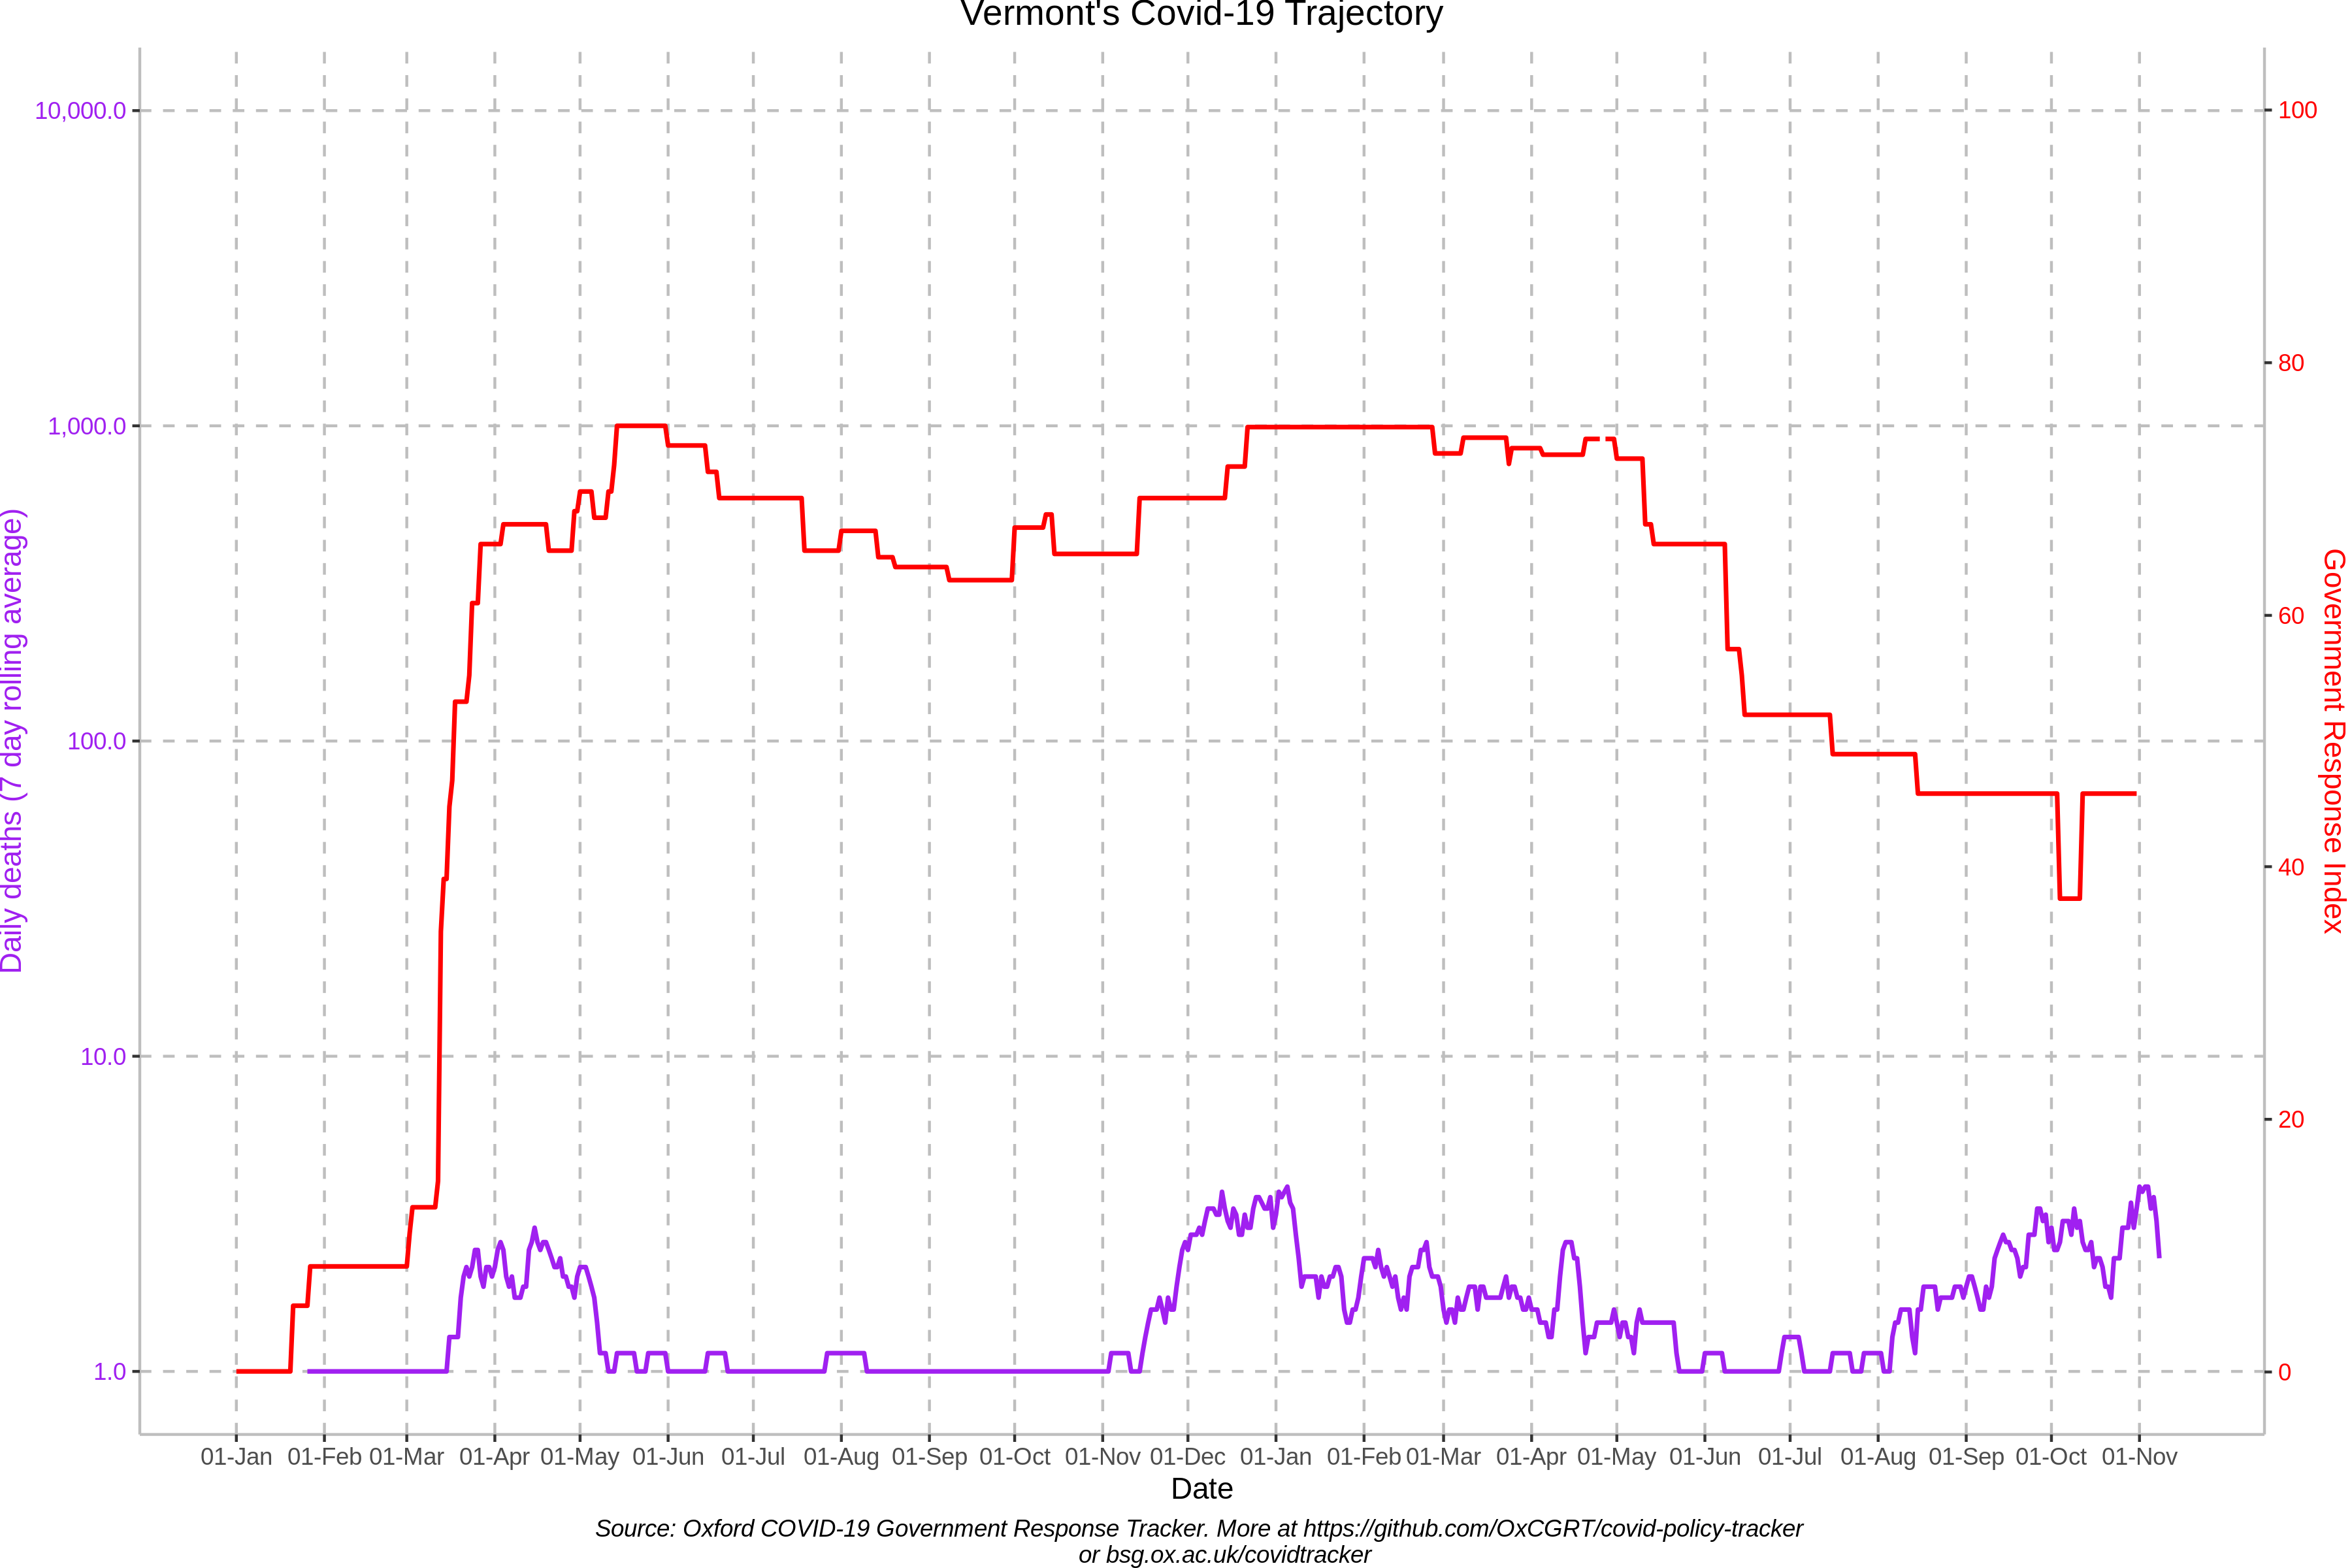 Vermont's Covid-19 Trajectory
10,000.0
1,000.0
100.0
10.0
1.0
Daily deaths (7 day rolling average)
100
80
60
40
20
0
Government Response Index
01-Jan 01-Feb 01-Mar 01-Apr 01-May 01-Jun 01-Jul 01-Aug 01-Sep 01-Oct 01-Nov 01-Dec 01-Jan 01-Feb 01-Mar 01-Apr 01-May 01-Jun 01-Jul 01-Aug 01-Sep 01-Oct 01-Nov
Date
Source: Oxford COVID-19 Government Response Tracker. More at https://github.com/OxCGRT/covid-policy-tracker
or bsg.ox.ac.uk/covidtracker